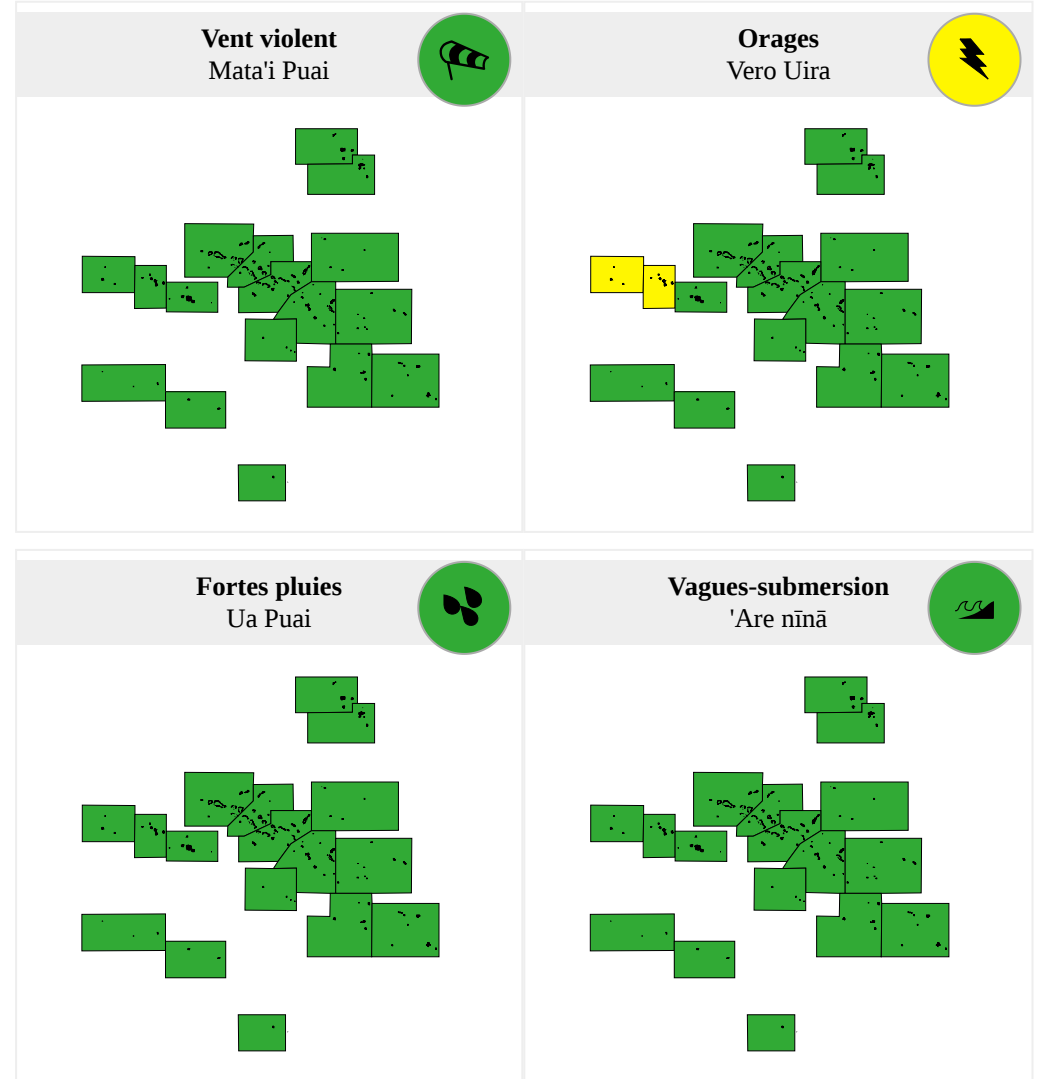 Vent violent
Mata'i Puai
Orages
Vero Uira
Fortes pluies
Ua Puai
Vagues-submersion
'Are nīnā